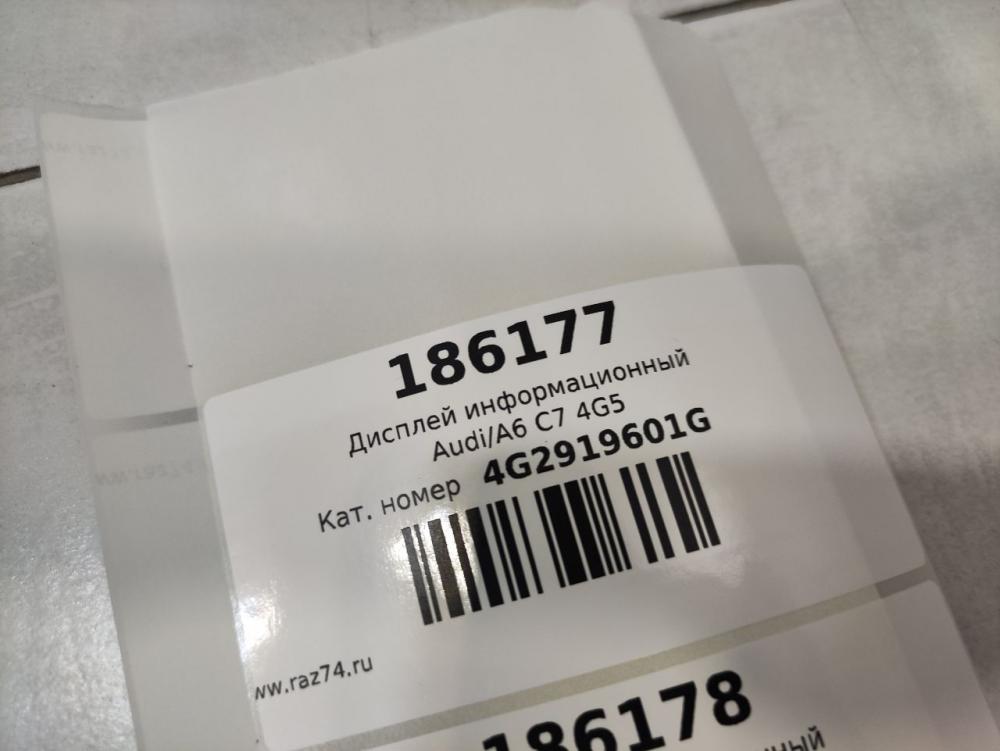 186177
Дисплей информационный
Audi/A6 C7 4G5
Кат. номер 4G2919601G
ww.raz74.ru
186178